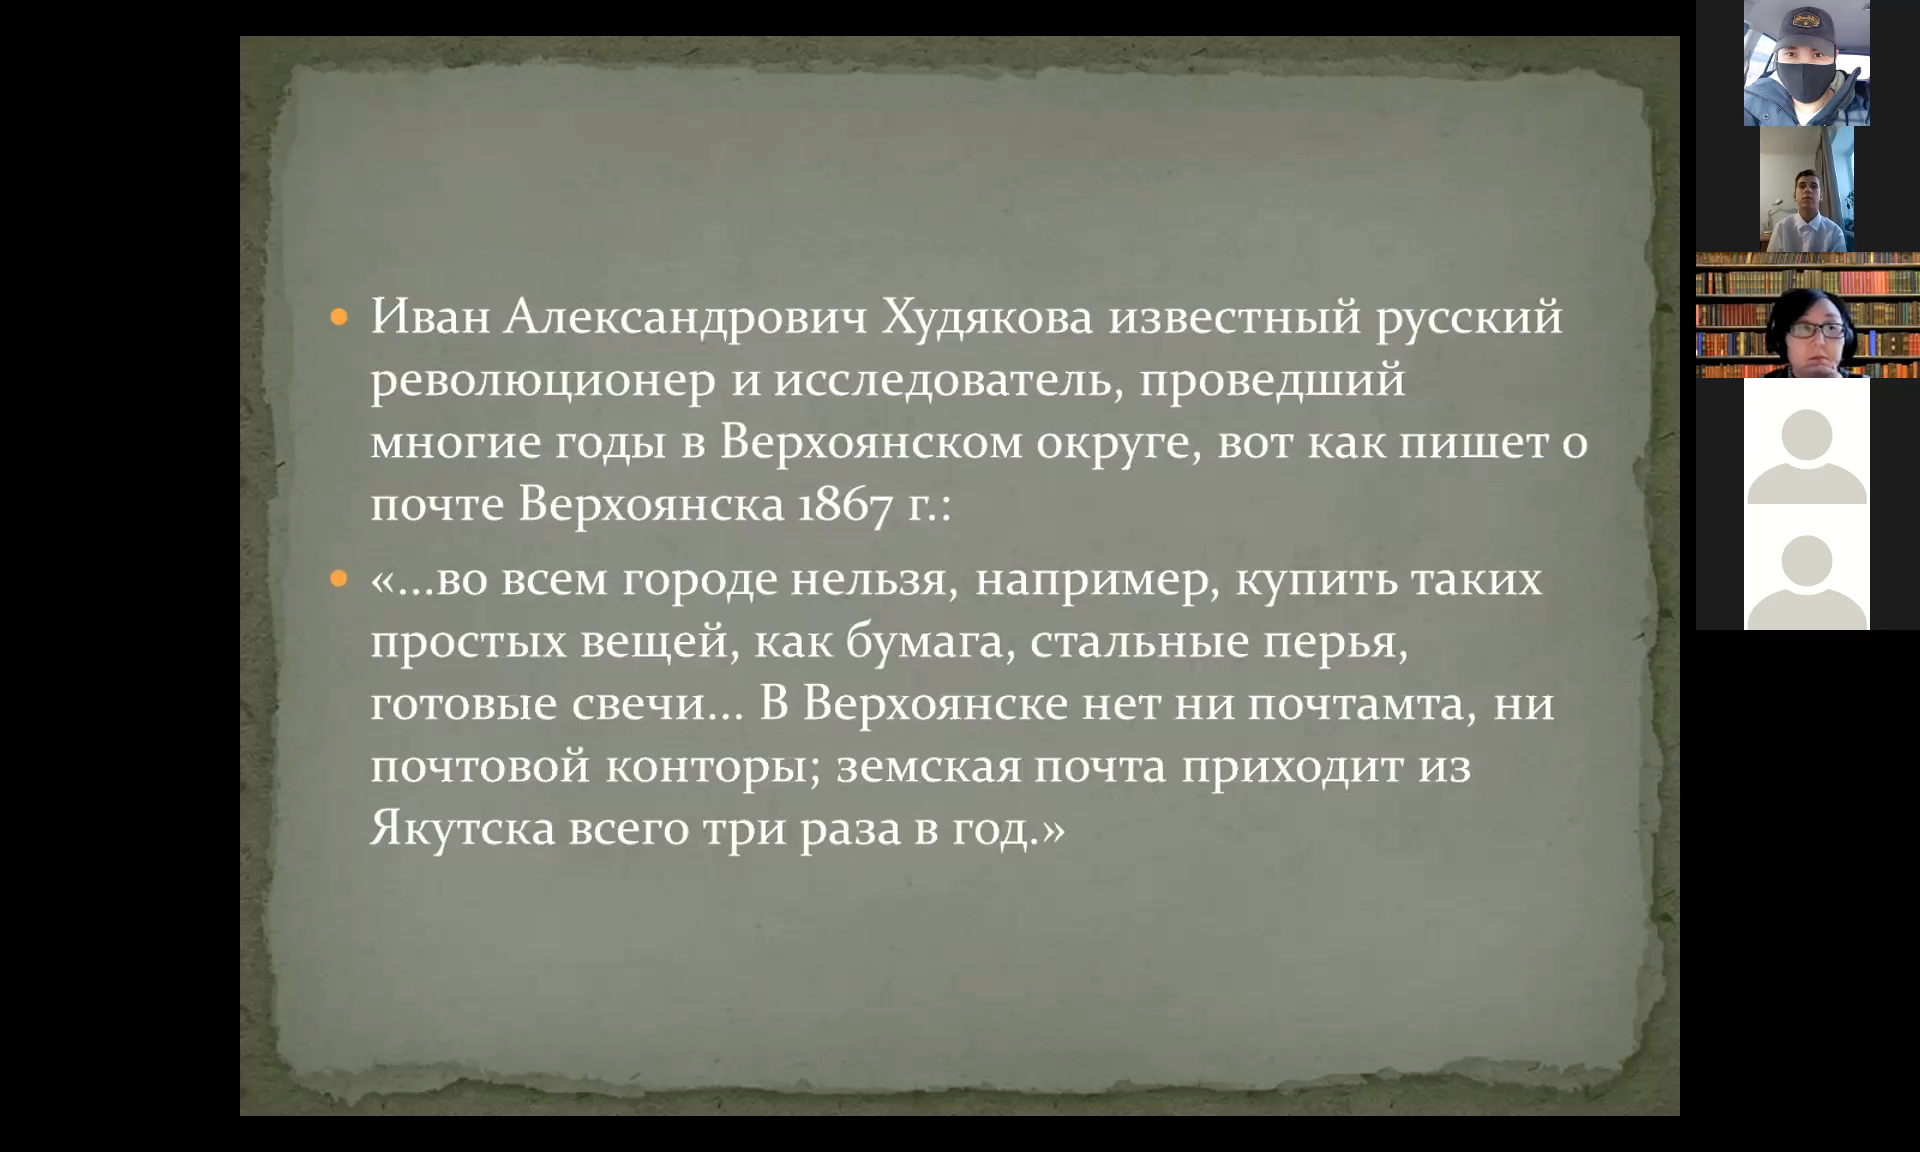 Иван Александрович Худякова известный русский
революционер и исследователь, проведший
многие годы в Верхоянском округе, вот как пишет о
почте Верхоянска 1867 г.:
«…во всем городе нельзя, например, купить таких
простых вещей, как бумага, стальные перья,
готовые свечи… В Верхоянске нет ни почтамта, ни
почтовой конторы; земская почта приходит из
Якутска всего три раза в год.»